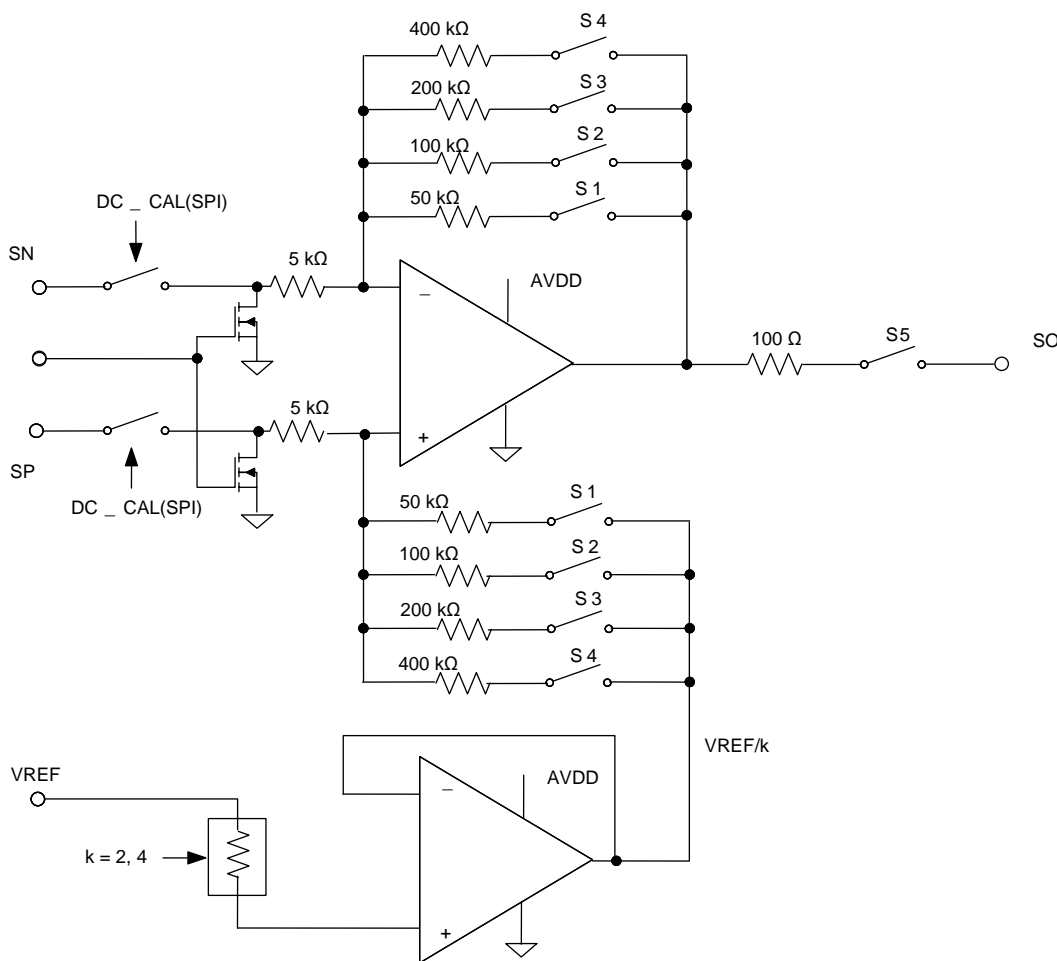 S 4
400 kΩ
S 3
200 kΩ
S 2
100 kΩ
S 1
50 kΩ
DC _ CAL(SPI)
SN
5 kΩ
AVDD
−
100 Ω
S5
SO
5 kΩ
+
SP
DC _ CAL(SPI)
S 1
50 kΩ
S 2
100 kΩ
S 3
200 kΩ
S 4
400 kΩ
VREF/k
VREF
AVDD
−
k = 2, 4
+